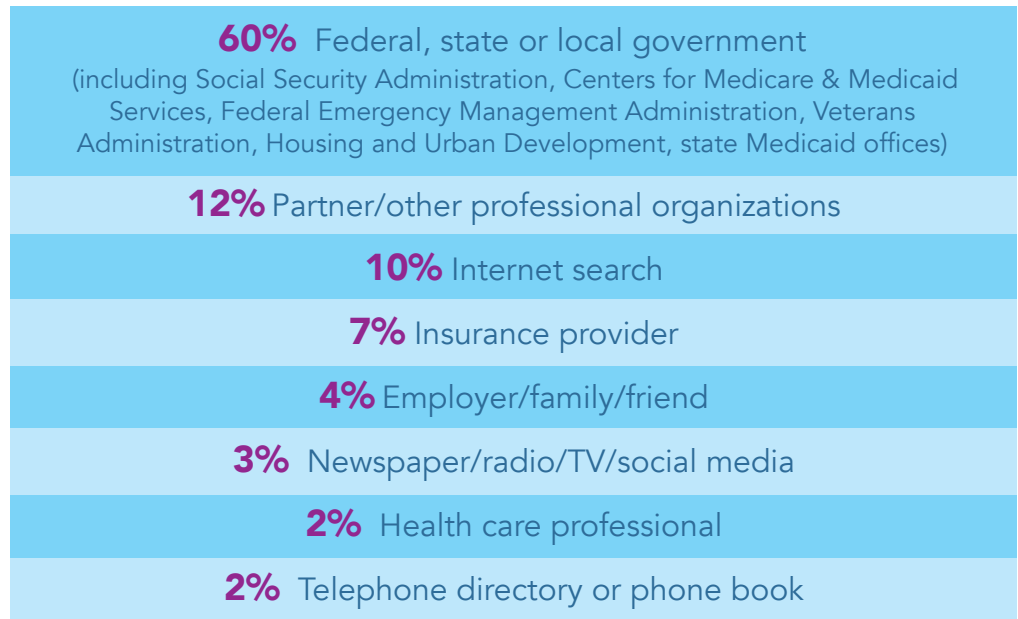 60% Federal, state or local government
(including Social Security Administration, Centers for Medicare & Medicaid
Services, Federal Emergency Management Administration, Veterans
Administration, Housing and Urban Development, state Medicaid offices)
12% Partner/other professional organizations
10% Internet search
7% Insurance provider
4% Employer/family/friend
3% Newspaper/radio/TV/social media
2% Health care professional
2% Telephone directory or phone book